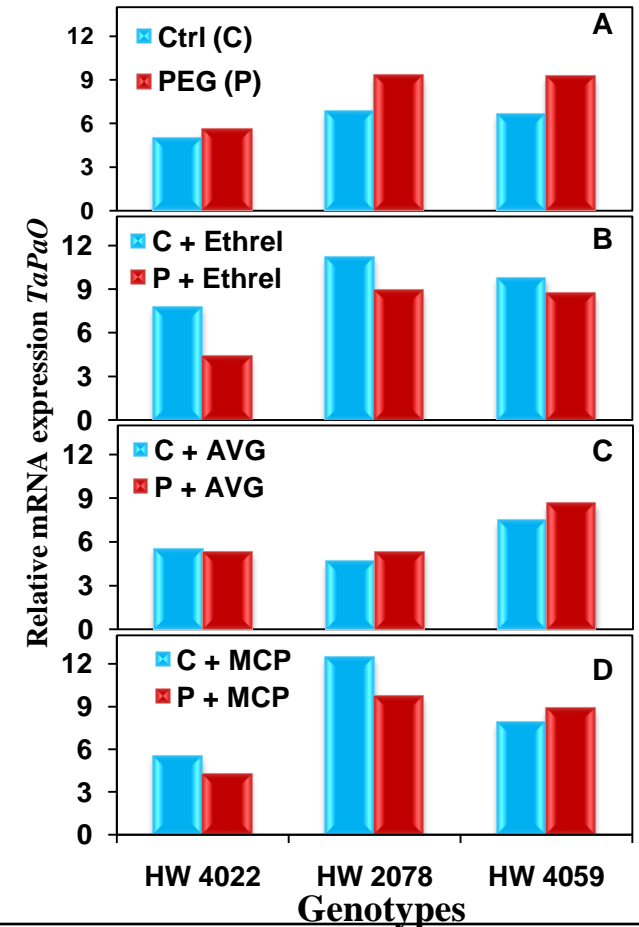 Relative mRNA expression TaPaO
A
Ctrl (C)
PEG (P)
12
9
6
3
0
B
C + Ethrel
P + Ethrel
12
9
6
3
0
C
C + AVG
P + AVG
12
9
6
3
0
D
C + MCP
P + MCP
12
9
6
3
0
HW 4022 HW 2078 HW 4059
Genotypes